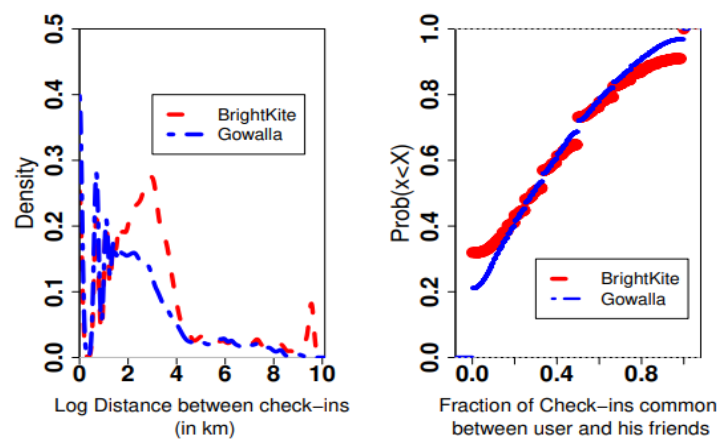 Density
0.0
0.1
0.2
0.3
0.4
0.5
BrightKite
Gowalla
0
2
4
6
8
10
Log Distance between check−ins
(in km)
Prob(x<X)
0.0
0.2
0.4
0.6
0.8
1.0
BrightKite
Gowalla
0.0
0.4
0.8
Fraction of Check−ins common
between user and his friends